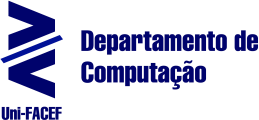 Departamento de
Computação
Uni-FACEF